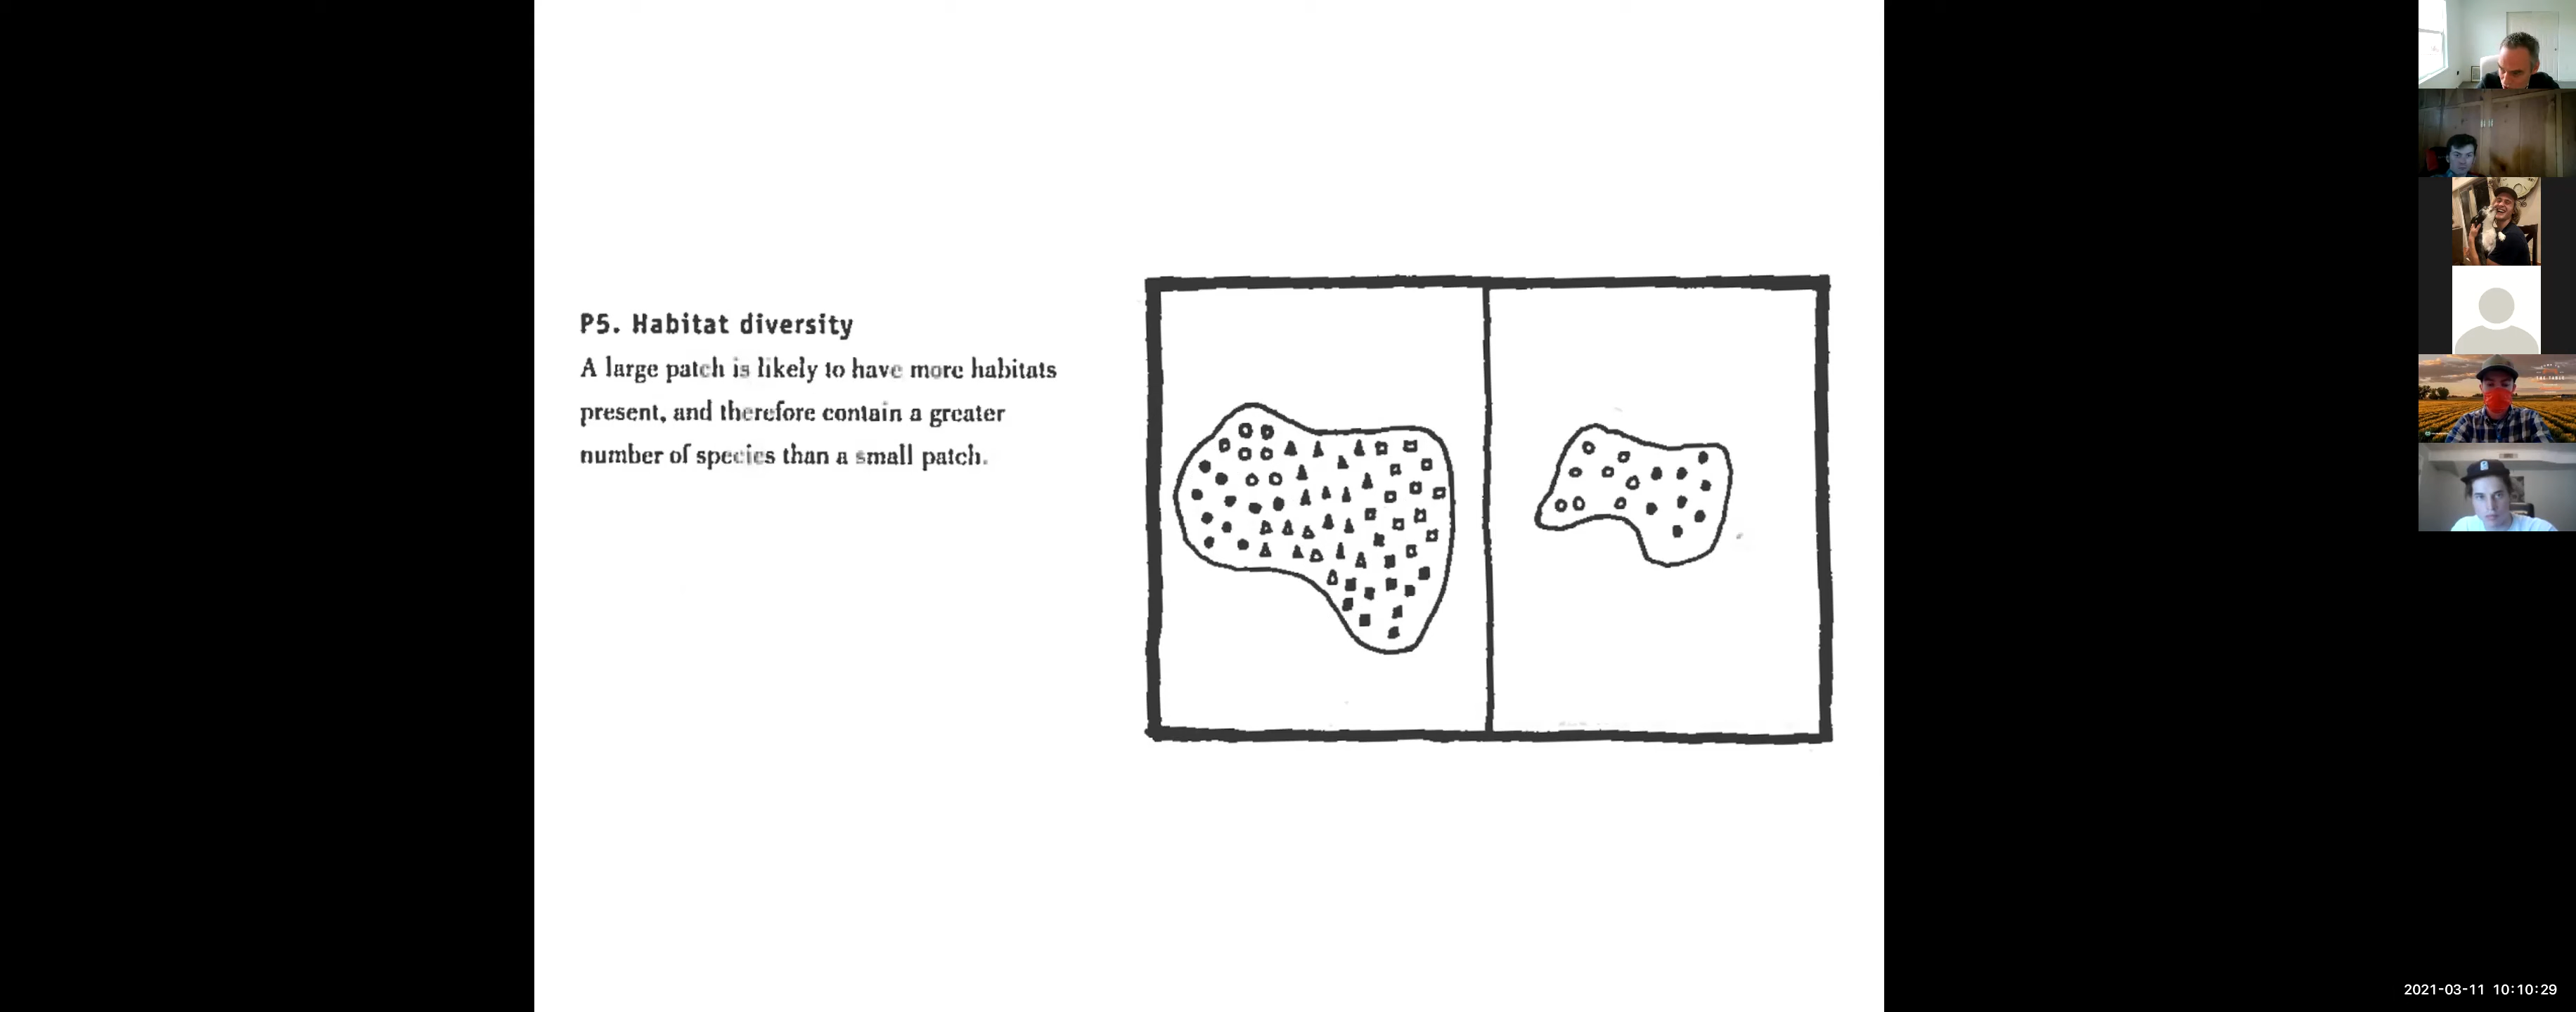 P5. Habitat diversity
A large patch is likely to have more habitats
present, and therefore contain a greater
number of species than a small patch.
2021-03-11 10:10:29